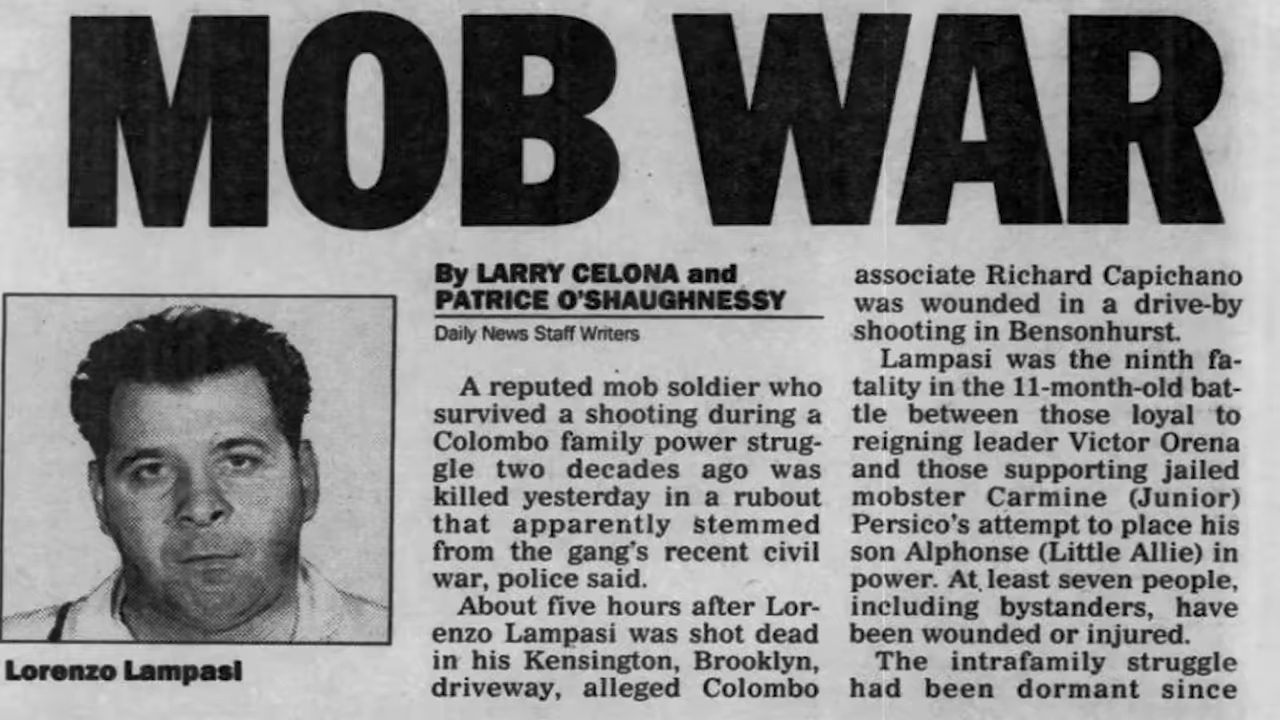 MOB WAR
By LARRY CELONA and
PATRICE O'SHAUGHNESSY
Daily News Staff Writers
A reputed mob soldier who
survived a shooting during a
Colombo family power strug-
gle two decades ago was
killed yesterday in a rubout
that apparently stemmed
from the gang's recent civil
war, police said.
About five hours after Lor-
enzo Lampasi was shot dead
in his Kensington, Brooklyn,
driveway, alleged Colombo
associate Richard Capichano
was wounded in a drive-by
shooting in Bensonhurst.
Lampasi was the ninth fa-
tality in the 11-month-old bat-
tle between those loyal to
reigning leader Victor Orena
and those supporting jailed
mobster Carmine (Junior)
Persico's attempt to place his
son Alphonse (Little Allie) in
power. At least seven people,
including bystanders, have
been wounded or injured.
The intrafamily struggle
had been dormant since
Lorenzo Lampasi